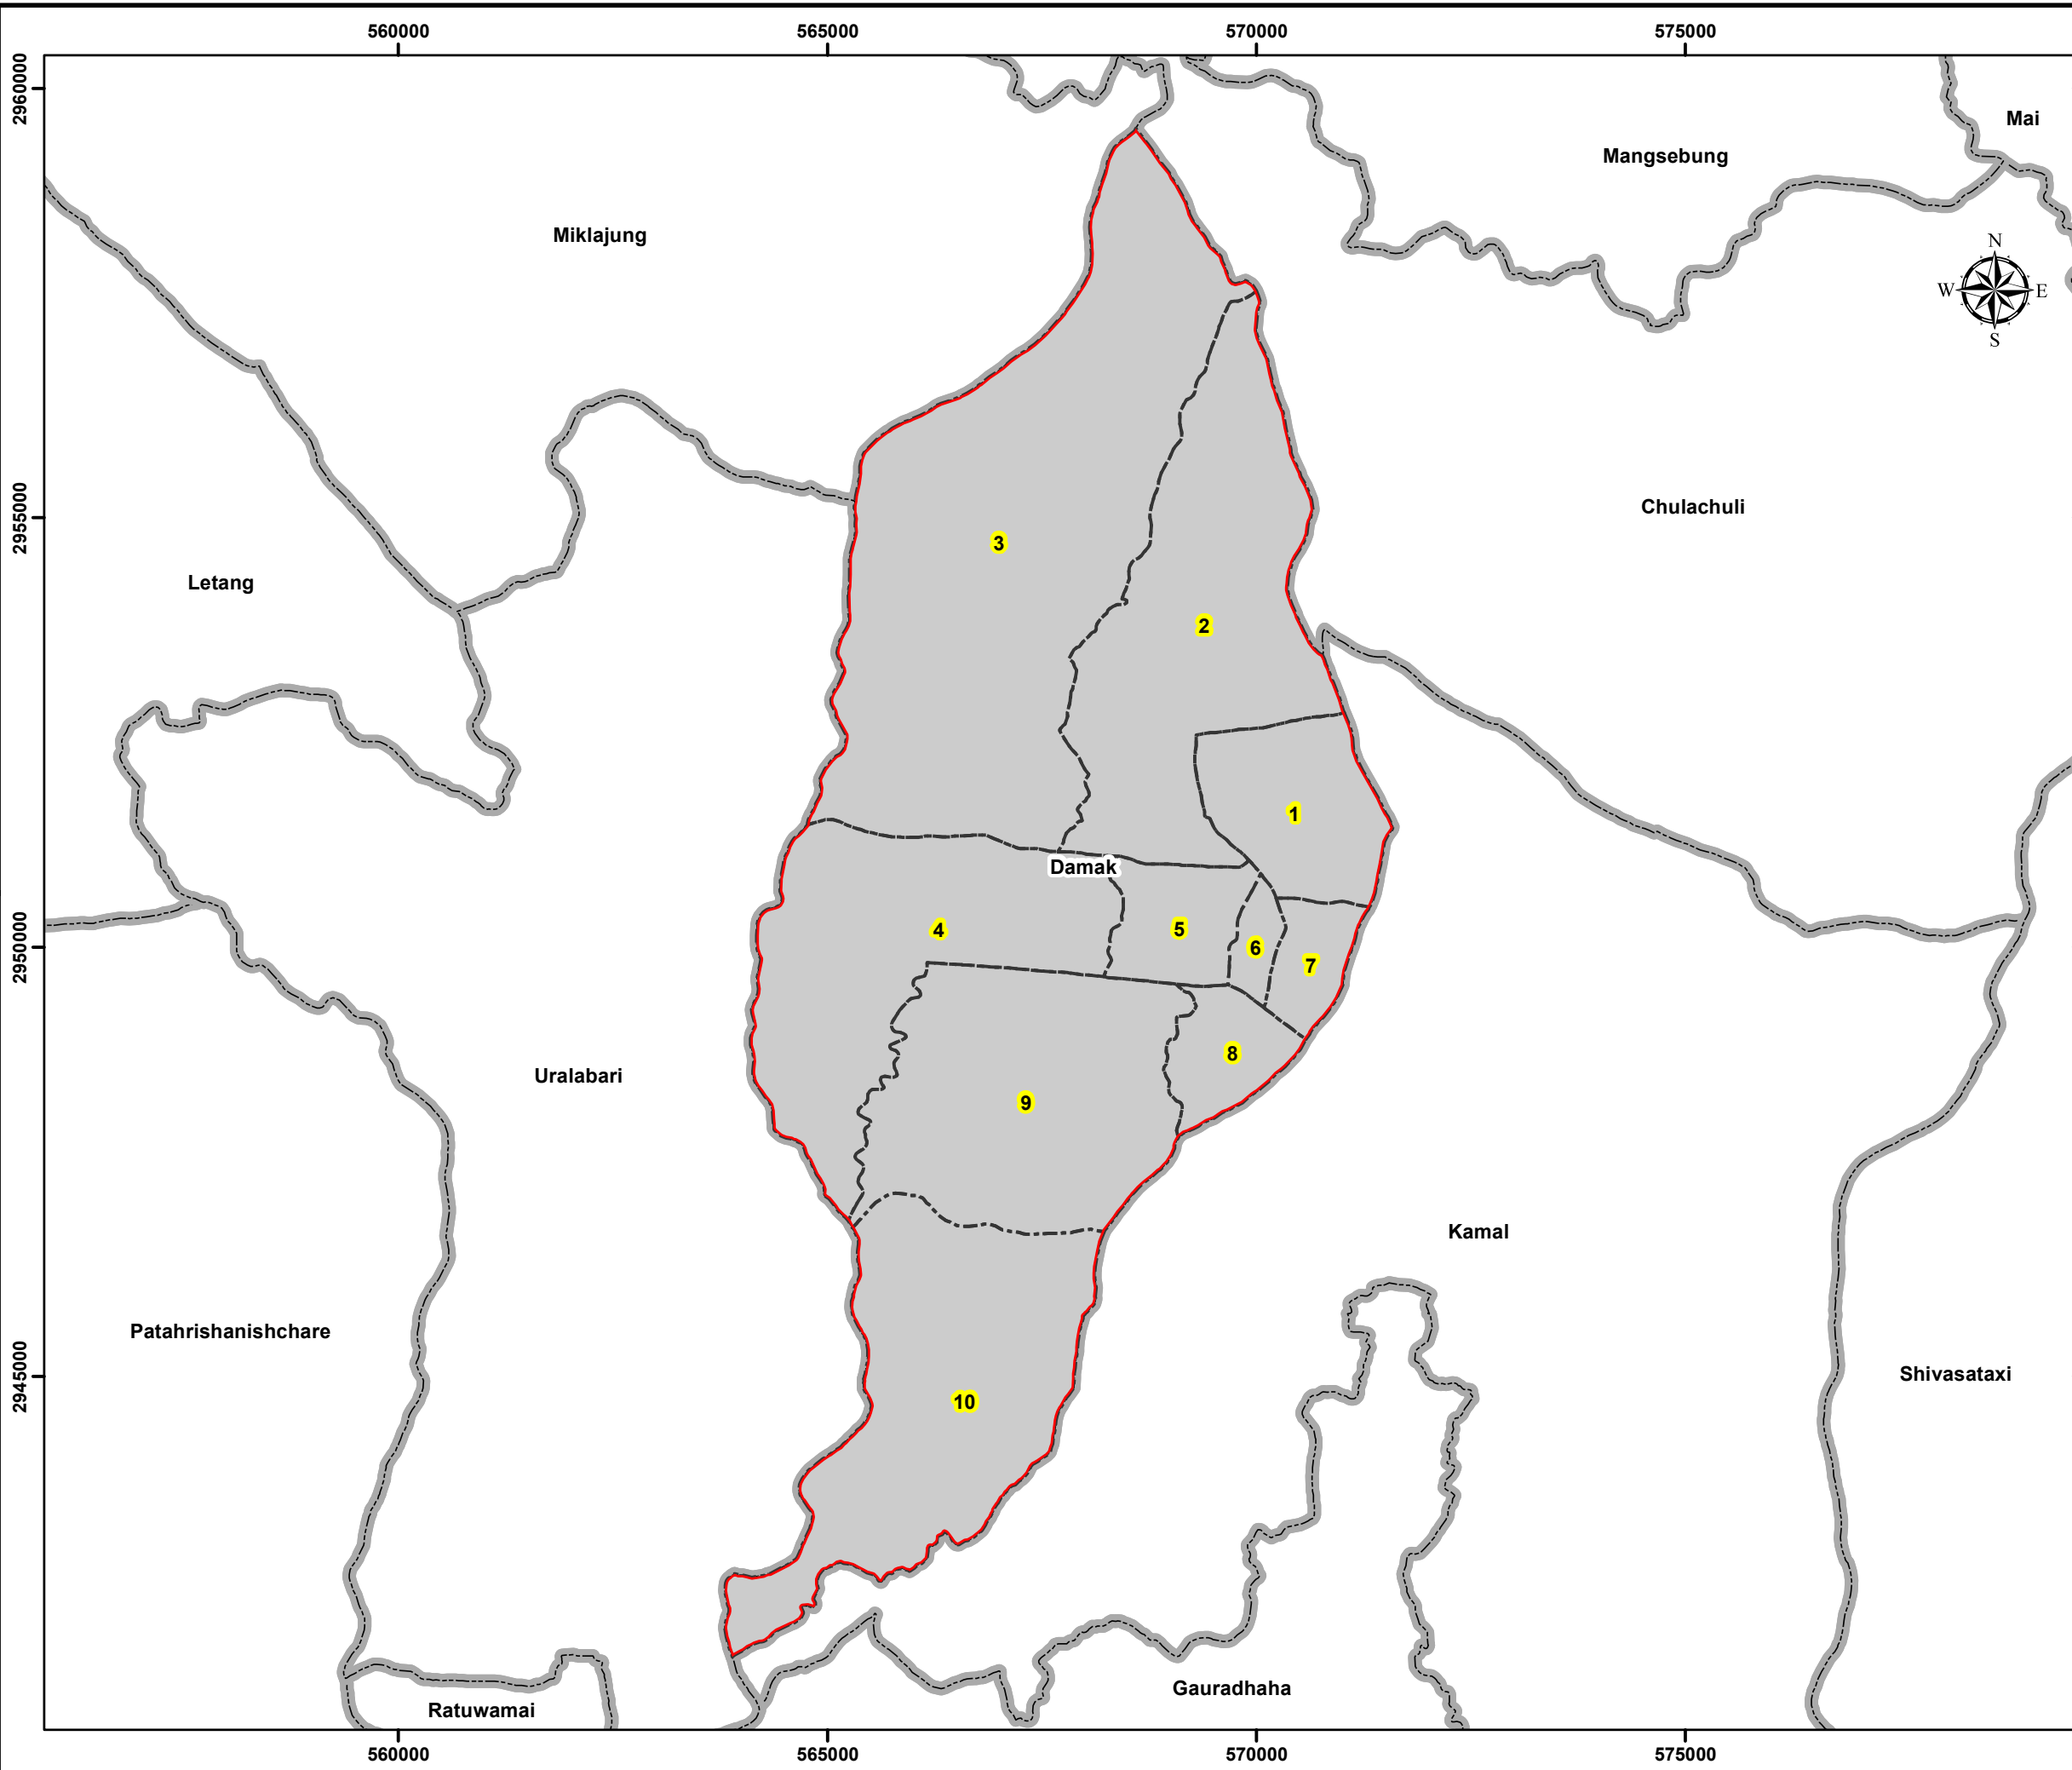 560000
565000
570000
575000
2960000
Mai
Mangsebung
Miklajung
N
W
E
S
2955000
Chulachuli
3
Letang
2
1
Damak
2950000
4
5
6
7
8
Uralabari
9
Kamal
Patahrishanishchare
2945000
Shivasataxi
10
Gauradhaha
Ratuwamai
560000
565000
570000
575000